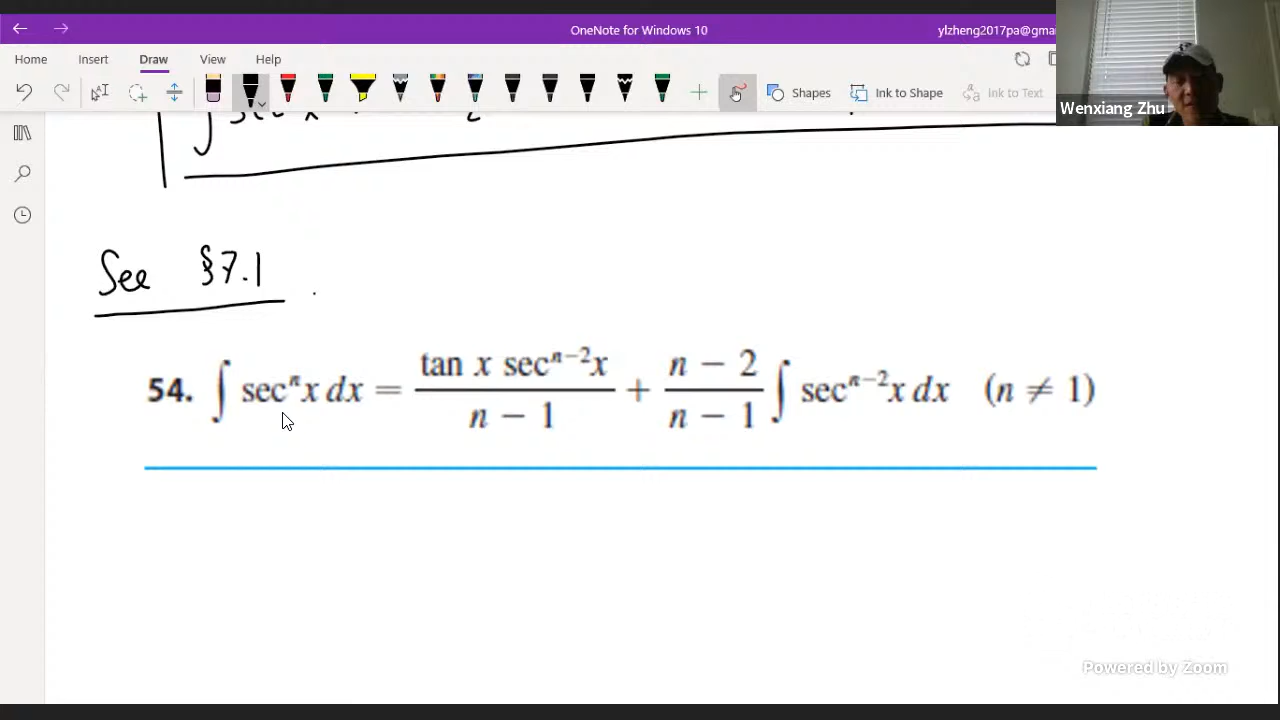 OneNote for Windows 10
ylzheng2017pa@gma
Home Insert Draw View Help
Shapes Ink to Shape Ink to Text
Wenxiang Zhu
See §7.1
54. ∫ secⁿx dx = (tan x secⁿ⁻²x)/(n − 1) + (n − 2)/(n − 1) ∫ secⁿ⁻²x dx (n ≠ 1)
Powered by Zoom